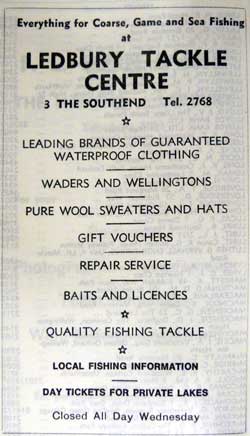 Everything for Coarse, Game and Sea Fishing
at
LEDBURY TACKLE
CENTRE
3 THE SOUTHEND Tel. 2768
LEADING BRANDS OF GUARANTEED
WATERPROOF CLOTHING
WADERS AND WELLINGTONS
PURE WOOL SWEATERS AND HATS
GIFT VOUCHERS
REPAIR SERVICE
BAITS AND LICENCES
QUALITY FISHING TACKLE
LOCAL FISHING INFORMATION
DAY TICKETS FOR PRIVATE LAKES
Closed All Day Wednesday